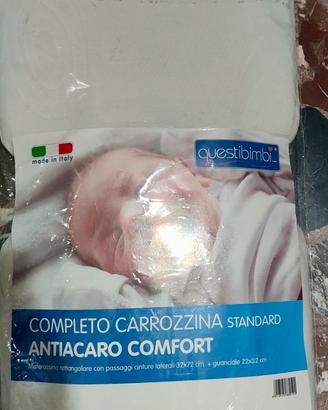 made in Italy
questibimbi
COMPLETO CARROZZINA STANDARD
ANTIACARO COMFORT
Materassino rettangolare con passaggi cinture laterali 32x72 cm + guanciale 22x32 cm